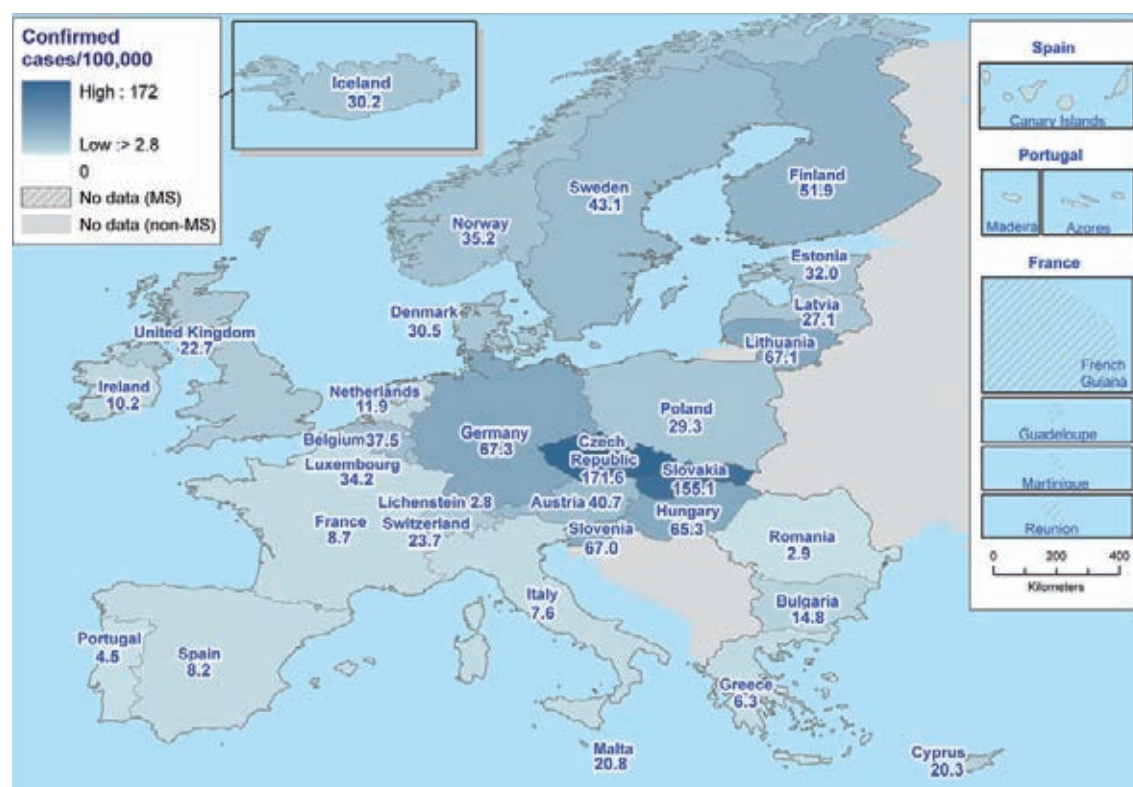 Confirmed
cases/100,000
High : 172
Low :> 2.8
0
No data (MS)
No data (non-MS)
Iceland
30.2
Spain
Canary Islands
Portugal
Madeira
Azores
France
French
Guiana
Guadeloupe
Martinique
Reunion
0 200 400
Kilometers
Finland
51.9
Sweden
43.1
Norway
35.2
Estonia
32.0
Latvia
27.1
Lithuania
67.1
Denmark
30.5
United Kingdom
22.7
Ireland
10.2
Netherlands
11.9
Belgium 37.5
Luxembourg
34.2
Germany
67.3
Poland
29.3
Czech
Republic
171.6
Slovakia
155.1
Lichenstein 2.8
Austria 40.7
Hungary
65.3
France
8.7
Switzerland
23.7
Slovenia
67.0
Romania
2.9
Italy
7.6
Bulgaria
14.8
Portugal
4.5
Spain
8.2
Greece
6.3
Malta
20.8
Cyprus
20.3